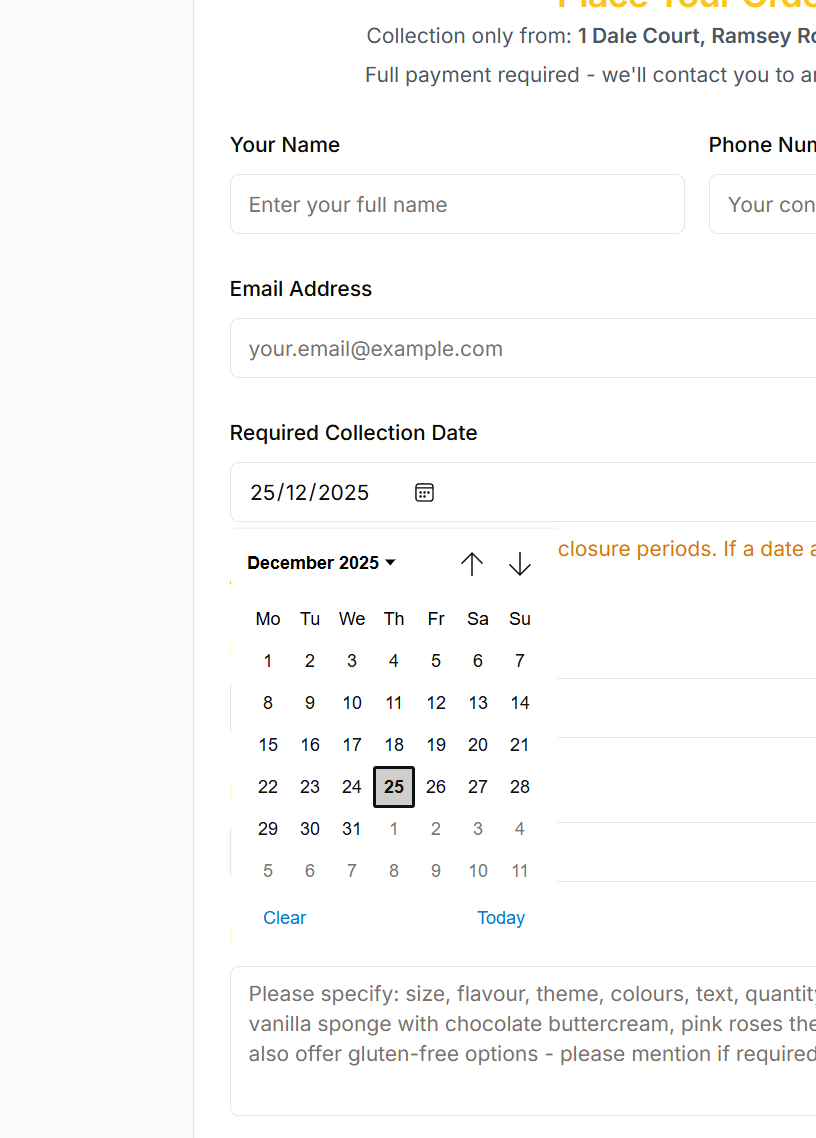 Place Your Orde
Collection only from: 1 Dale Court, Ramsey Ro
Full payment required - we'll contact you to a
Your Name
Phone Num
Enter your full name
Your con
Email Address
your.email@example.com
Required Collection Date
25/12/2025
closure periods. If a date a
December 2025
Mo Tu We Th Fr Sa Su
1 2 3 4 5 6 7
8 9 10 11 12 13 14
15 16 17 18 19 20 21
22 23 24 25 26 27 28
29 30 31 1 2 3 4
5 6 7 8 9 10 11
Clear Today
Please specify: size, flavour, theme, colours, text, quantity
vanilla sponge with chocolate buttercream, pink roses the
also offer gluten-free options - please mention if required